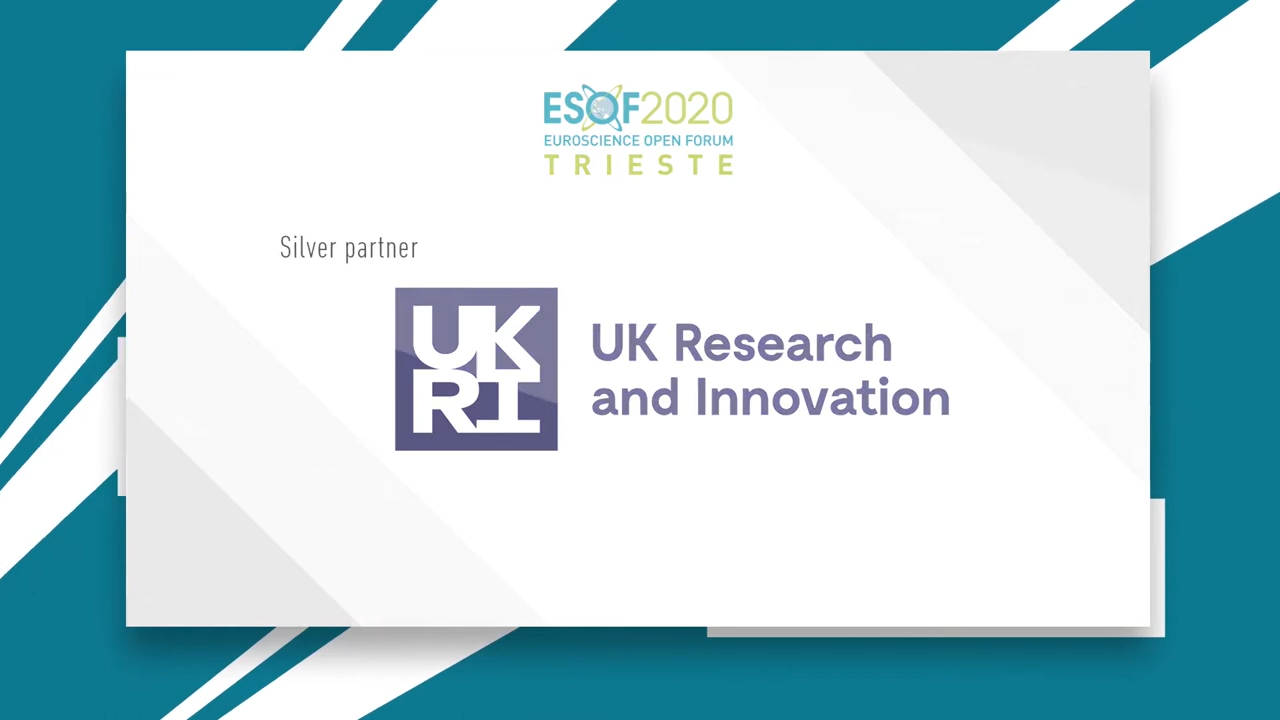 ESOF2020
EUROSCIENCE OPEN FORUM
TRIESTE
Silver partner
UK
RI
UK Research
and Innovation